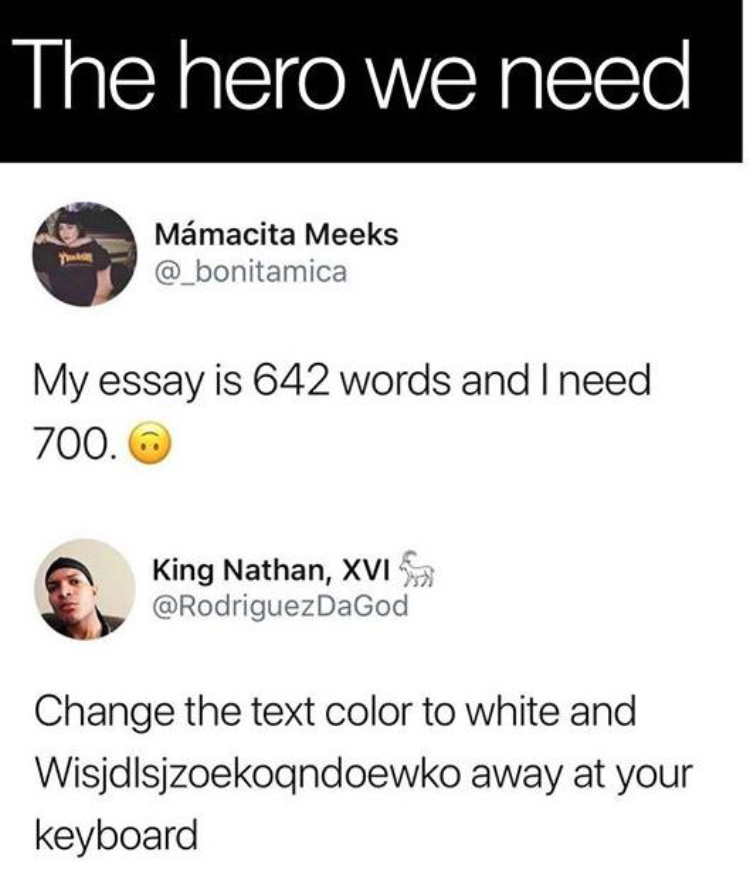 The hero we need
Mámacita Meeks
@_bonitamica
My essay is 642 words and I need
700. 🙃
King Nathan, XVI 🐐
@RodriguezDaGod
Change the text color to white and
Wisjdlsjzoekoqndoewko away at your
keyboard